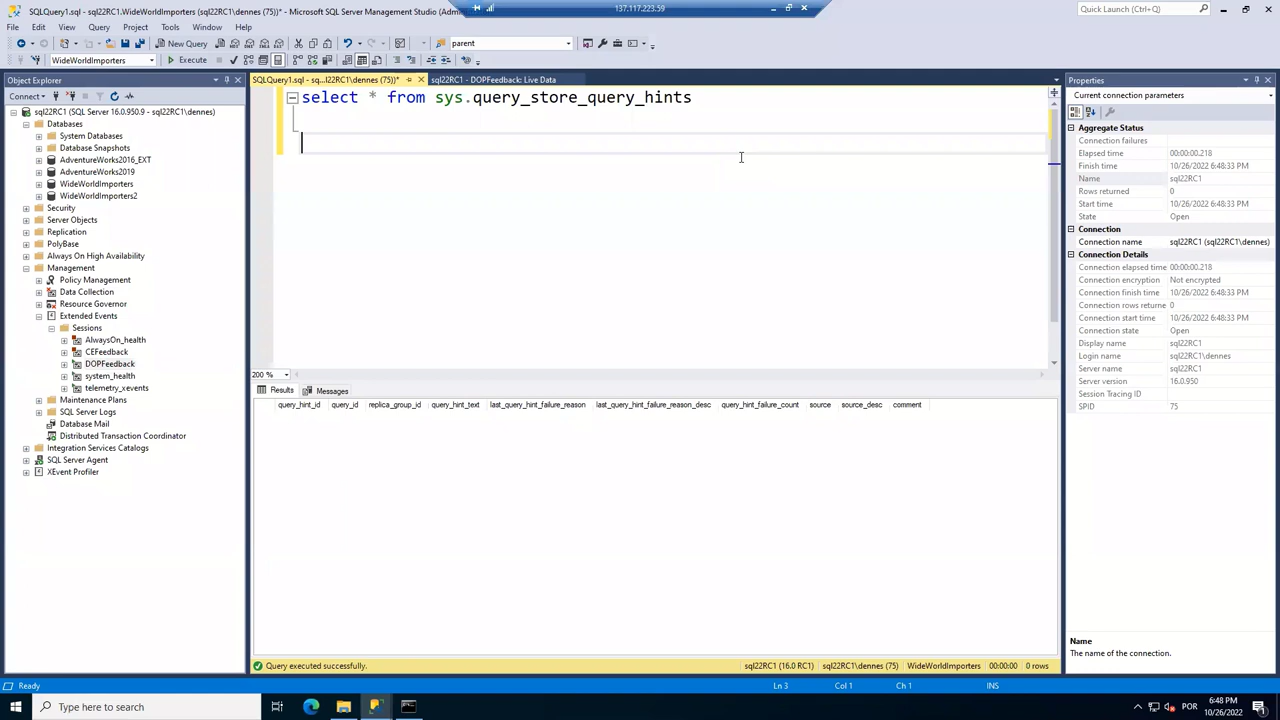 SQLQuery1.sql - sql22RC1.WideWorldImporters (sql22RC1\dennes (75))* - Microsoft SQL Server Management Studio (Admini
137.117.223.59
Quick Launch (Ctrl+Q)
File Edit View Query Project Tools Window Help
New Query
parent
WideWorldImporters
Execute
Object Explorer
Connect
sql22RC1 (SQL Server 16.0.950.9 - sql22RC1\dennes)
Databases
System Databases
Database Snapshots
AdventureWorks2016_EXT
AdventureWorks2019
WideWorldImporters
WideWorldImporters2
Security
Server Objects
Replication
PolyBase
Always On High Availability
Management
Policy Management
Data Collection
Resource Governor
Extended Events
Sessions
AlwaysOn_health
CEFeedback
DOPFeedback
system_health
telemetry_xevents
Maintenance Plans
SQL Server Logs
Database Mail
Distributed Transaction Coordinator
Integration Services Catalogs
SQL Server Agent
XEvent Profiler
SQLQuery1.sql - sq...l22RC1\dennes (75))*
sql22RC1 - DOPFeedback: Live Data
select * from sys.query_store_query_hints
200 %
Results Messages
query_hint_id query_id replica_group_id query_hint_text last_query_hint_failure_reason last_query_hint_failure_reason_desc query_hint_failure_count source source_desc comment
Query executed successfully. sql22RC1 (16.0 RC1) sql22RC1\dennes (75) WideWorldImporters 00:00:00 0 rows
Properties
Current connection parameters
Aggregate Status
Connection failures
Elapsed time 00:00:00.218
Finish time 10/26/2022 6:48:33 PM
Name sql22RC1
Rows returned 0
Start time 10/26/2022 6:48:33 PM
State Open
Connection
Connection name sql22RC1 (sql22RC1\dennes)
Connection Details
Connection elapsed time 00:00:00.218
Connection encryption Not encrypted
Connection finish time 10/26/2022 6:48:33 PM
Connection rows returne 0
Connection start time 10/26/2022 6:48:33 PM
Connection state Open
Display name sql22RC1
Login name sql22RC1\dennes
Server name sql22RC1
Server version 16.0.950
Session Tracing ID
SPID 75
Name
The name of the connection.
Ready Ln 3 Col 1 Ch 1 INS
Type here to search
POR
6:48 PM
10/26/2022
1